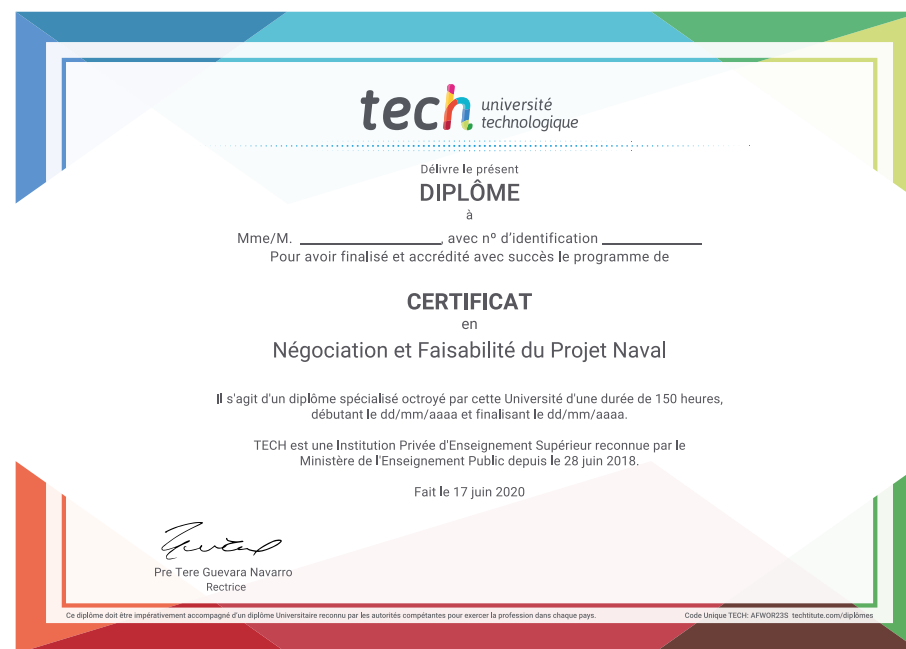 tech université
technologique
Délivre le présent
DIPLÔME
à
Mme/M. ____________________, avec nº d'identification ______________
Pour avoir finalisé et accrédité avec succès le programme de
CERTIFICAT
en
Négociation et Faisabilité du Projet Naval
Il s'agit d'un diplôme spécialisé octroyé par cette Université d'une durée de 150 heures,
débutant le dd/mm/aaaa et finalisant le dd/mm/aaaa.
TECH est une Institution Privée d'Enseignement Supérieur reconnue par le
Ministère de l'Enseignement Public depuis le 28 juin 2018.
Fait le 17 juin 2020
Pre Tere Guevara Navarro
Rectrice
Ce diplôme doit être impérativement accompagné d'un diplôme Universitaire reconnu par les autorités compétantes pour exercer la profession dans chaque pays. Code Unique TECH: AFWOR23S techtitute.com/diplômes